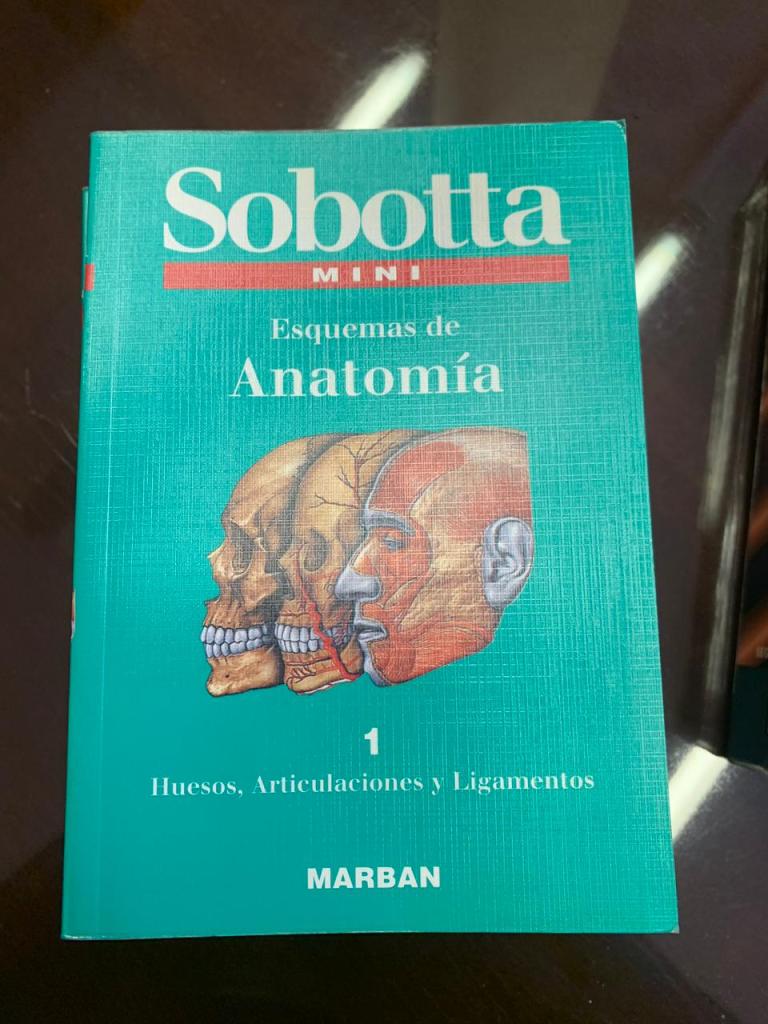 Sobotta
MINI
Esquemas de
Anatomía
1
Huesos, Articulaciones y Ligamentos
MARBAN